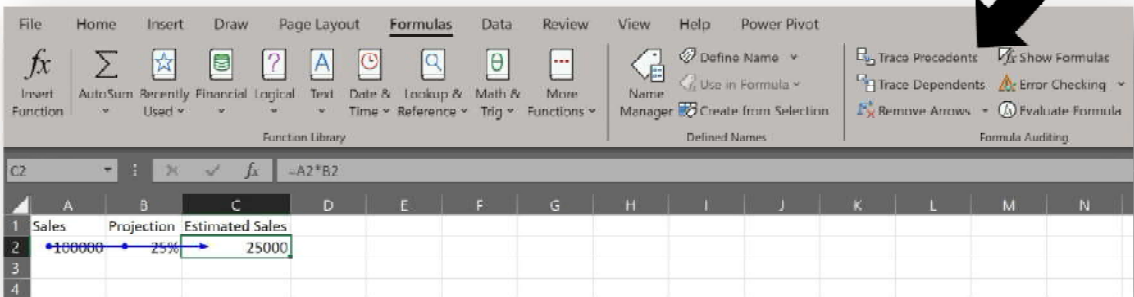 File Home Insert Draw Page Layout Formulas Data Review View Help Power Pivot
fx Insert Function
AutoSum
Recently Used
Financial
Logical
Text
Date & Time
Lookup & Reference
Math & Trig
More Functions
Function Library
Name Manager
Define Name
Use in Formula
Create from Selection
Defined Names
Trace Precedents
Trace Dependents
Remove Arrows
Show Formulas
Error Checking
Evaluate Formula
Formula Auditing
C2 fx =A2*B2
A B C D E F G H I J K L M N
1 Sales Projection Estimated Sales
2 100000 25% 25000
3
4